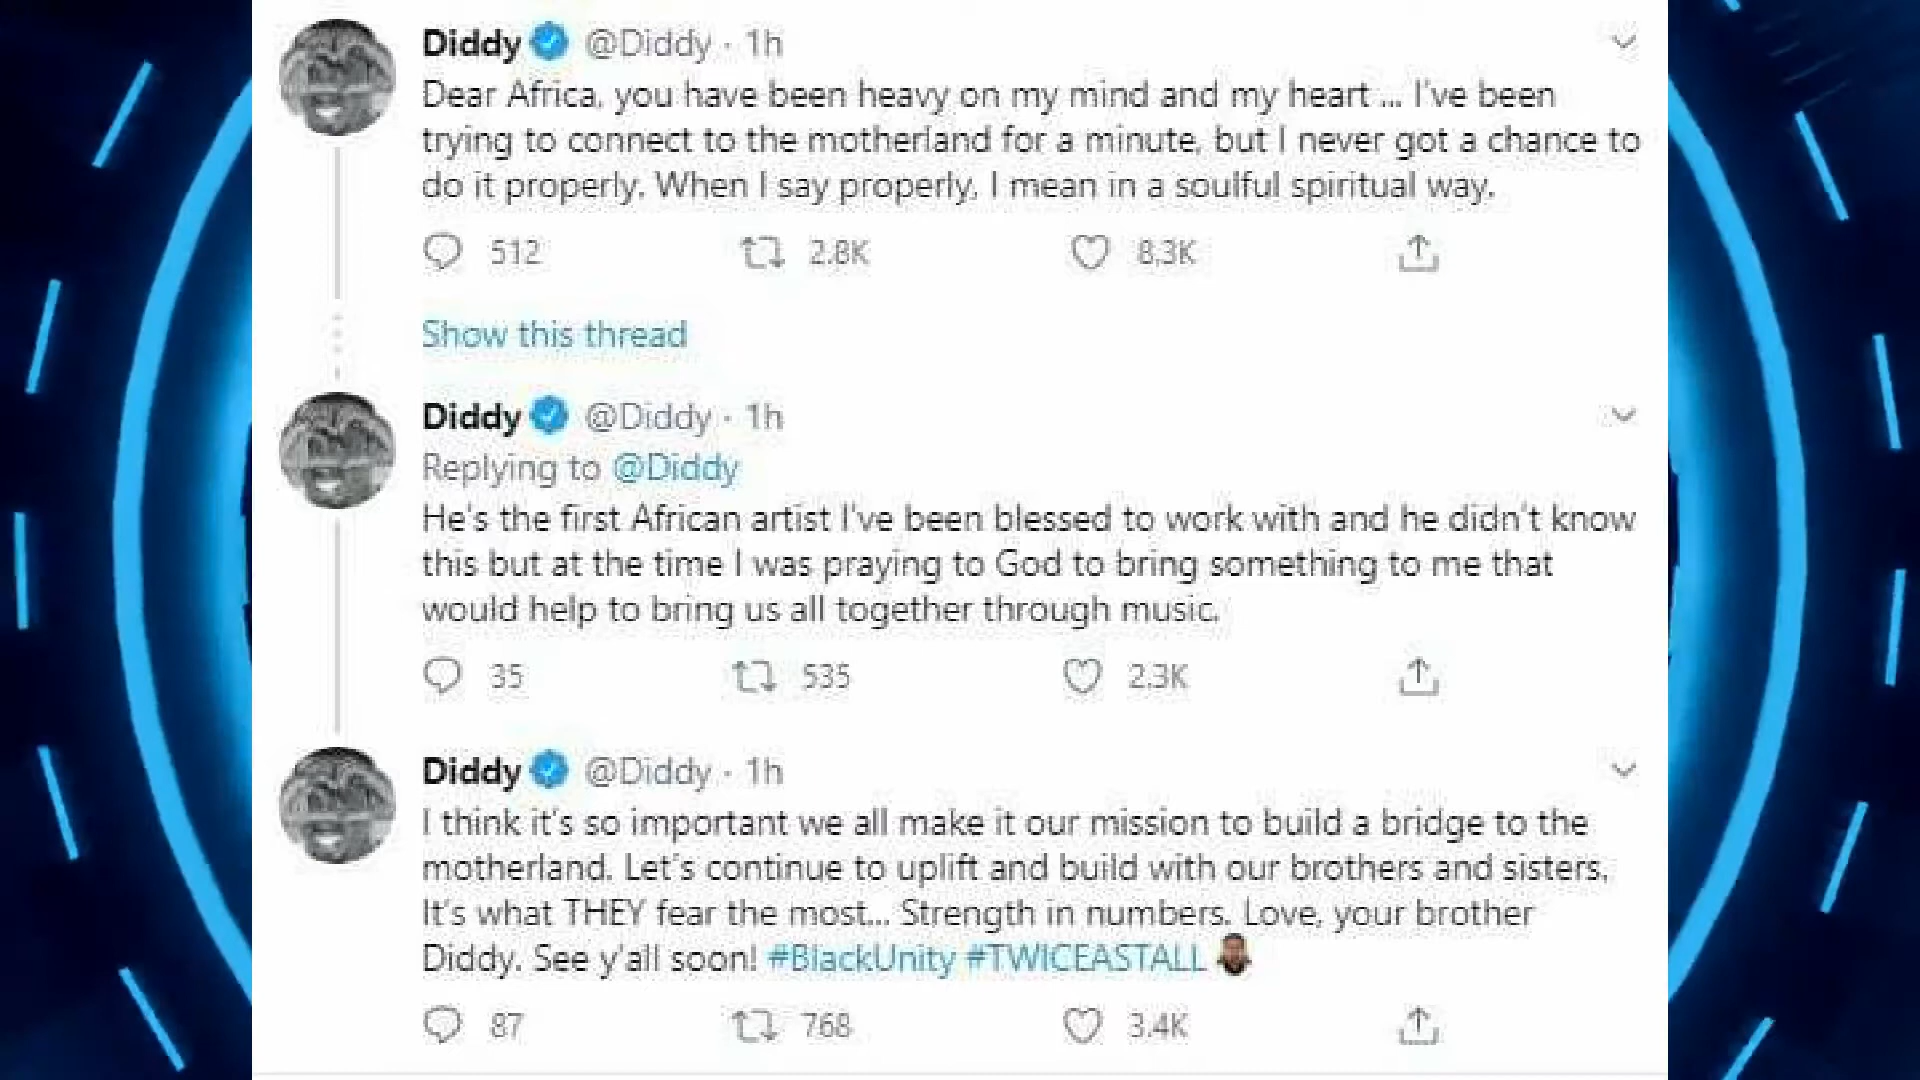 Diddy @Diddy · 1h
Dear Africa, you have been heavy on my mind and my heart ... I've been
trying to connect to the motherland for a minute, but I never got a chance to
do it properly. When I say properly, I mean in a soulful spiritual way.
512 2.8K 8.3K
Show this thread
Diddy @Diddy · 1h
Replying to @Diddy
He's the first African artist I've been blessed to work with and he didn't know
this but at the time I was praying to God to bring something to me that
would help to bring us all together through music.
35 535 2.3K
Diddy @Diddy · 1h
I think it's so important we all make it our mission to build a bridge to the
motherland. Let's continue to uplift and build with our brothers and sisters.
It's what THEY fear the most... Strength in numbers. Love, your brother
Diddy. See y'all soon! #BlackUnity #TWICEASTALL
87 768 3.4K